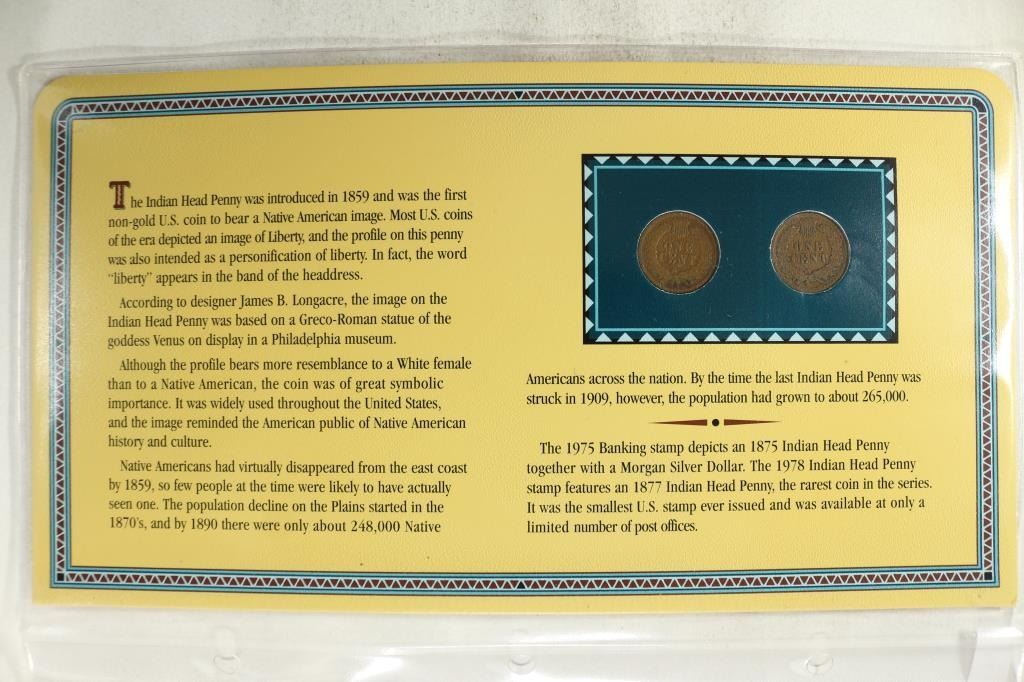 The Indian Head Penny was introduced in 1859 and was the first
non-gold U.S. coin to bear a Native American image. Most U.S. coins
of the era depicted an image of Liberty, and the profile on this penny
was also intended as a personification of liberty. In fact, the word
"liberty" appears in the band of the headdress.
According to designer James B. Longacre, the image on the
Indian Head Penny was based on a Greco-Roman statue of the
goddess Venus on display in a Philadelphia museum.
Although the profile bears more resemblance to a White female
than to a Native American, the coin was of great symbolic
importance. It was widely used throughout the United States,
and the image reminded the American public of Native American
history and culture.
Native Americans had virtually disappeared from the east coast
by 1859, so few people at the time were likely to have actually
seen one. The population decline on the Plains started in the
1870's, and by 1890 there were only about 248,000 Native
ONE
CENT
ONE
CENT
Americans across the nation. By the time the last Indian Head Penny was
struck in 1909, however, the population had grown to about 265,000.
The 1975 Banking stamp depicts an 1875 Indian Head Penny
together with a Morgan Silver Dollar. The 1978 Indian Head Penny
stamp features an 1877 Indian Head Penny, the rarest coin in the series.
It was the smallest U.S. stamp ever issued and was available at only a
limited number of post offices.